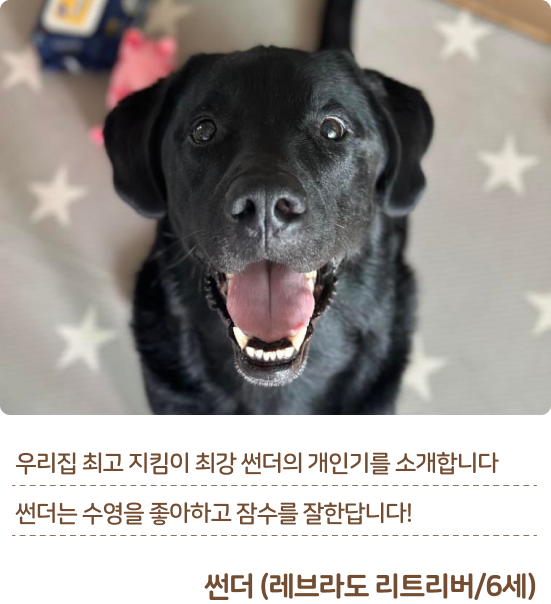 우리집 최고 지킴이 최강 썬더의 개인기를 소개합니다
썬더는 수영을 좋아하고 잠수를 잘한답니다!
썬더 (레브라도 리트리버/6세)